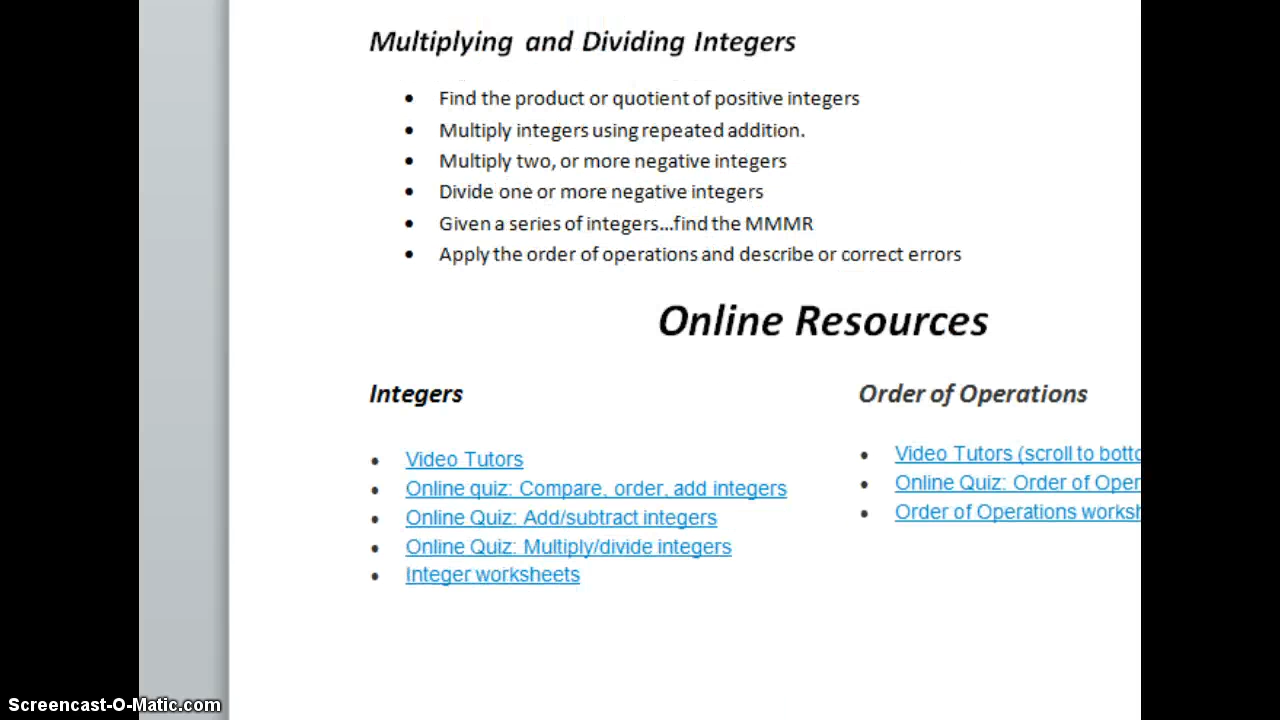 Multiplying and Dividing Integers
• Find the product or quotient of positive integers
• Multiply integers using repeated addition.
• Multiply two, or more negative integers
• Divide one or more negative integers
• Given a series of integers...find the MMMR
• Apply the order of operations and describe or correct errors
Online Resources
Integers
• Video Tutors
• Online quiz: Compare, order, add integers
• Online Quiz: Add/subtract integers
• Online Quiz: Multiply/divide integers
• Integer worksheets
Order of Operations
• Video Tutors (scroll to
• Online Quiz: Order of
• Order of Operations
Screencast-O-Matic.com